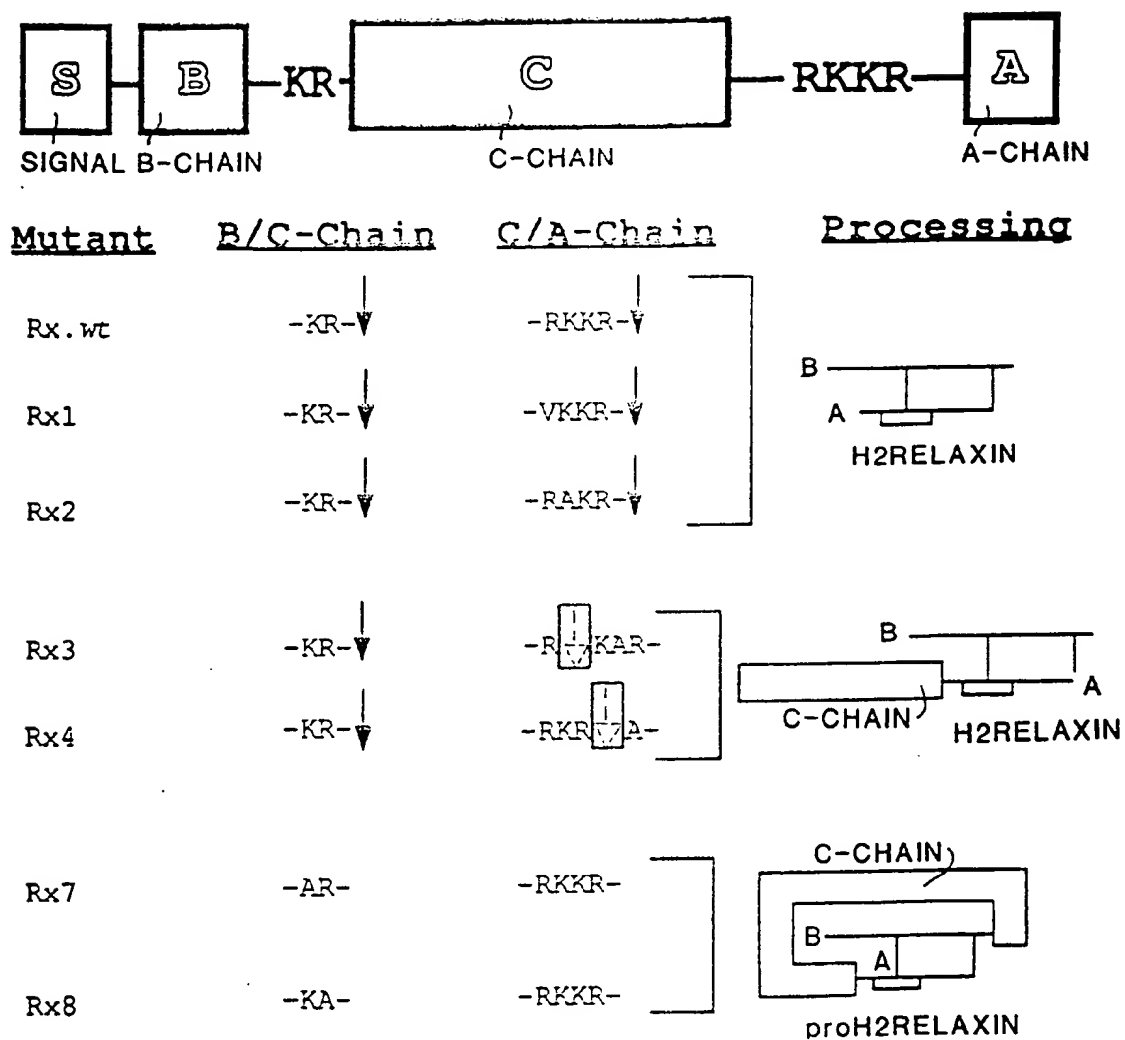 S B KR C RKKR A
SIGNAL B-CHAIN C-CHAIN A-CHAIN
Mutant B/C-Chain C/A-Chain Processing
Rx.wt -KR- -RKKR-
B
Rx1 -KR- -VKKR-
A
H2RELAXIN
Rx2 -KR- -RAKR-
Rx3 -KR- -R KAR-
B
A
C-CHAIN H2RELAXIN
Rx4 -KR- -RKR A-
C-CHAIN
Rx7 -AR- -RKKR-
B
A
Rx8 -KA- -RKKR-
proH2RELAXIN